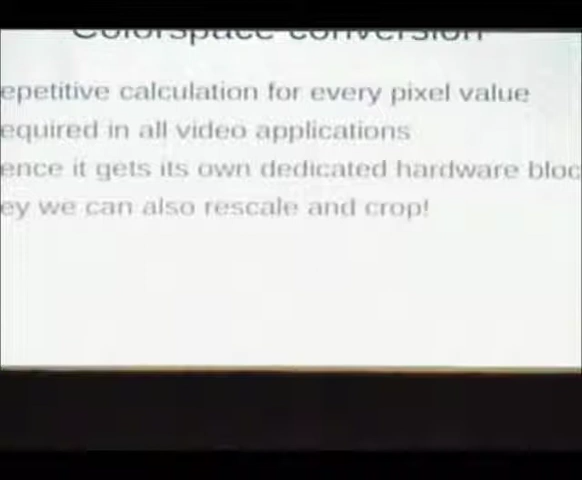 Colorspace conversion
epetitive calculation for every pixel value
equired in all video applications
ence it gets its own dedicated hardware bloc
ey we can also rescale and crop!